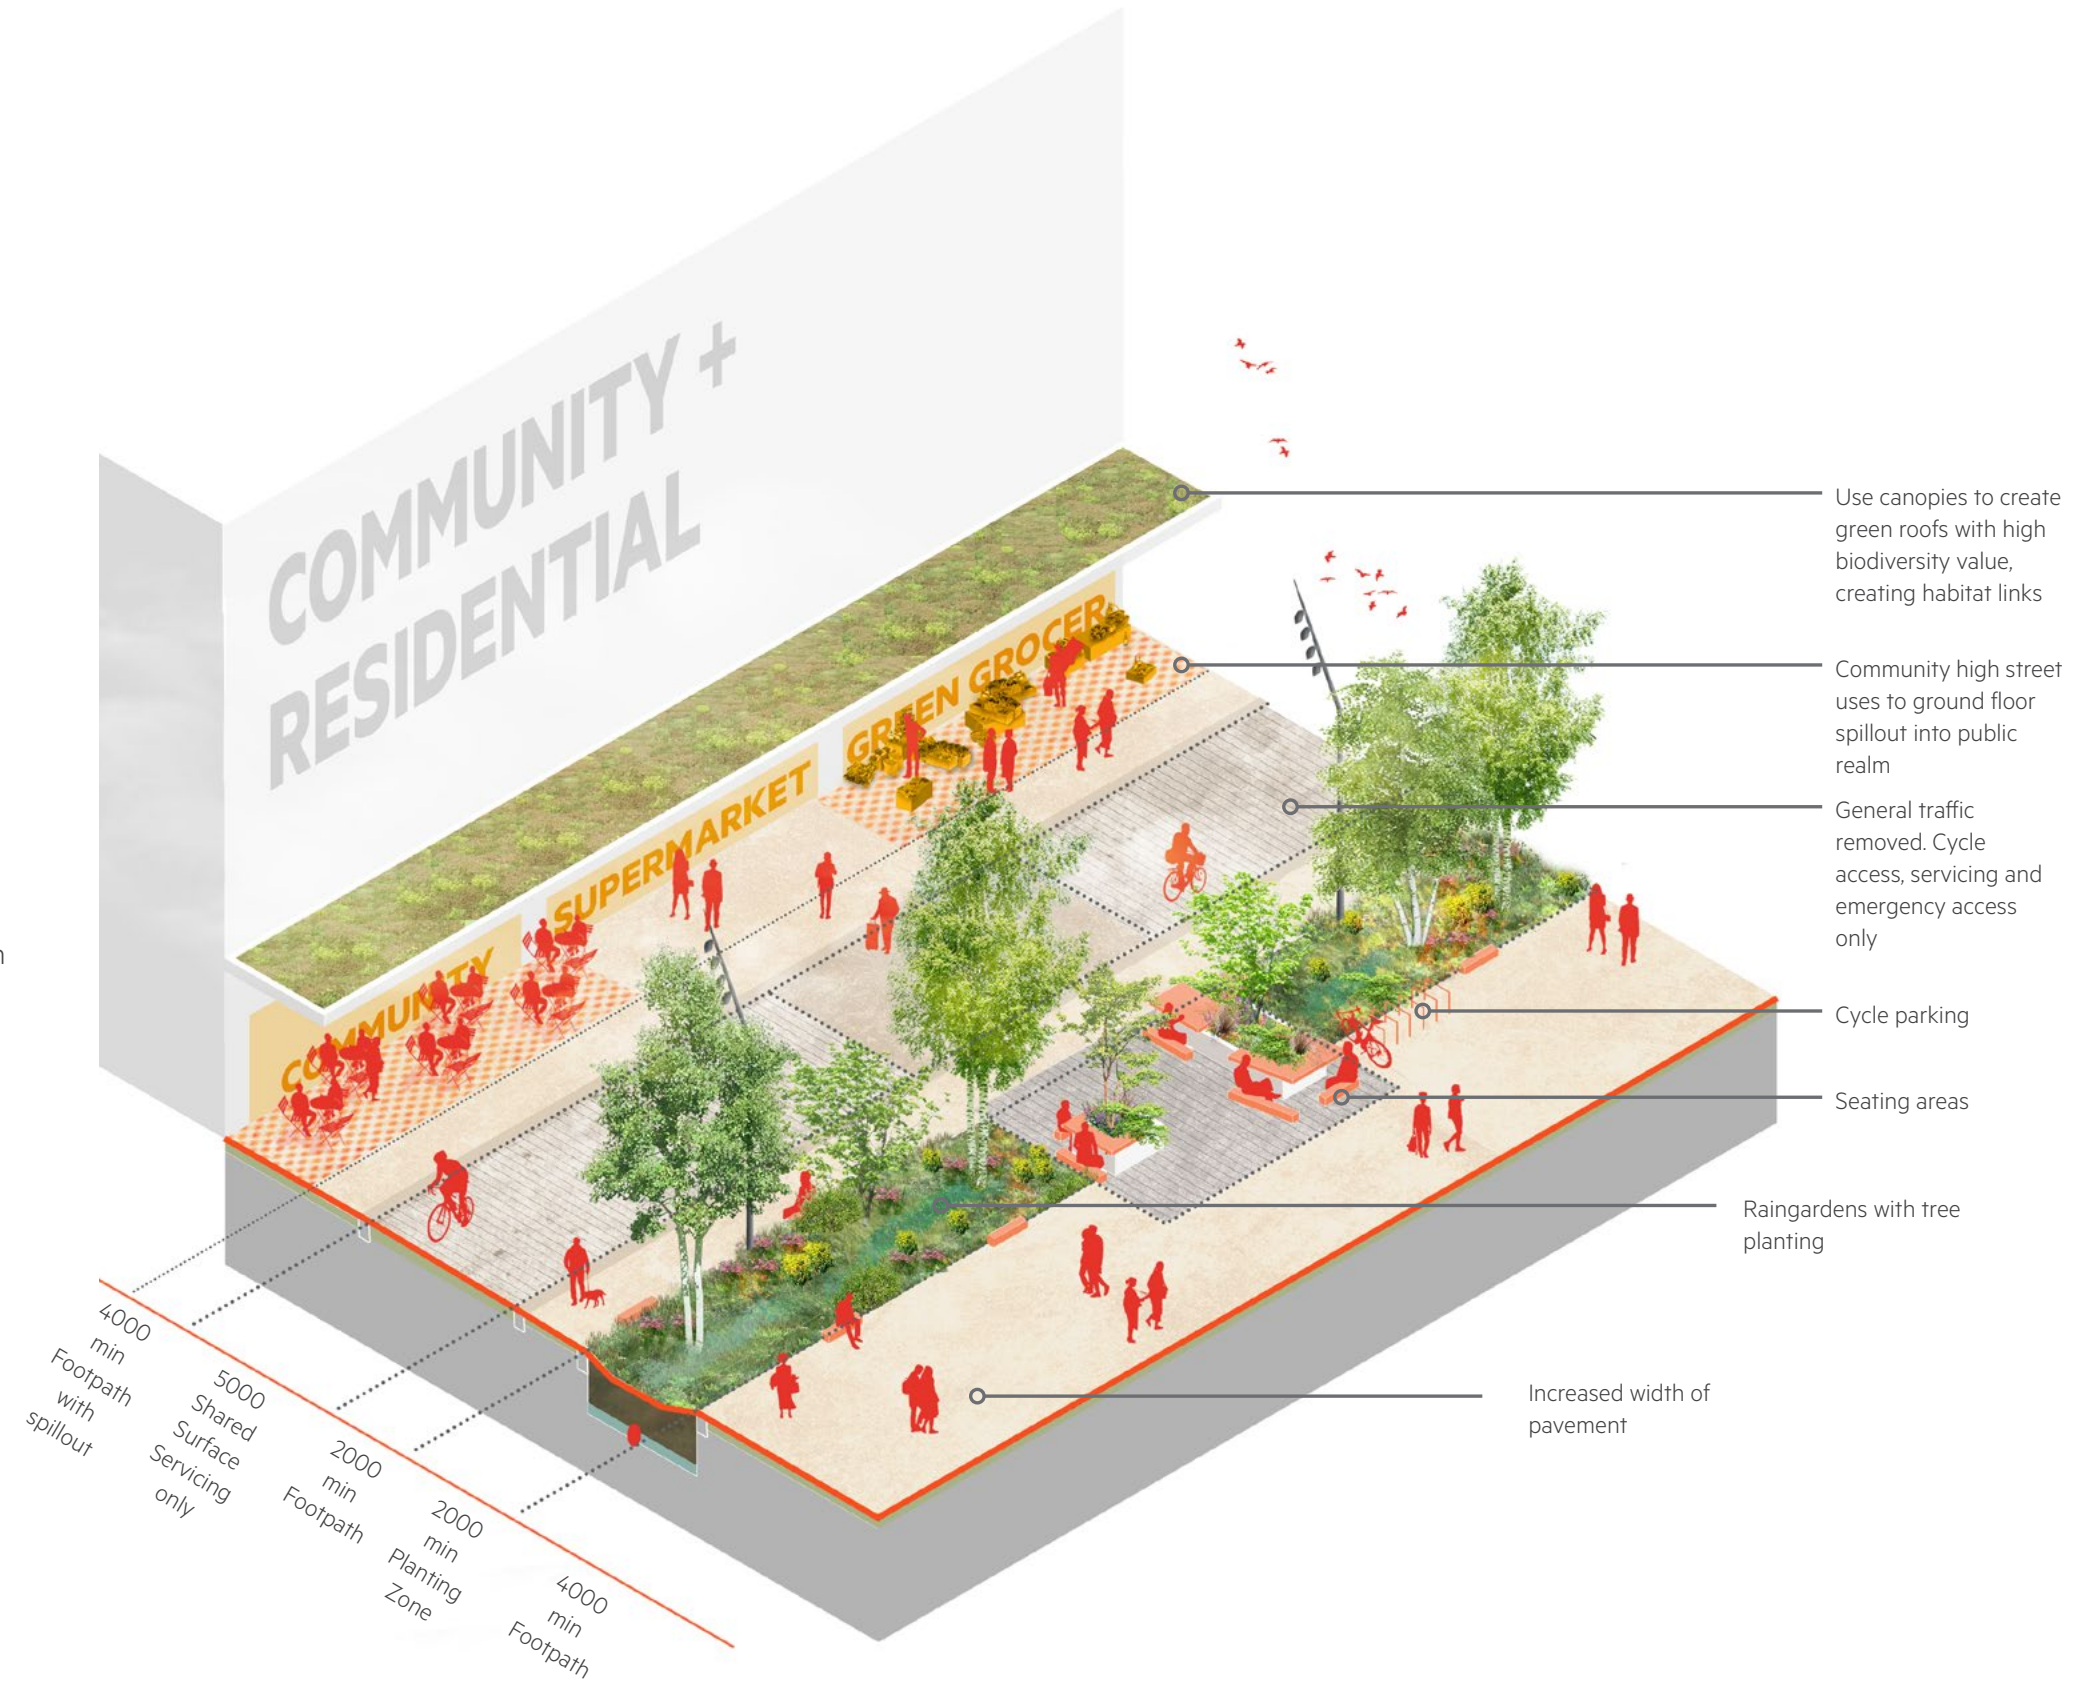 COMMUNITY +
RESIDENTIAL
GREEN GROCER
SUPERMARKET
COMMUNITY
Use canopies to create
green roofs with high
biodiversity value,
creating habitat links
Community high street
uses to ground floor
spillout into public
realm
General traffic
removed. Cycle
access, servicing and
emergency access
only
Cycle parking
Seating areas
Raingardens with tree
planting
Increased width of
pavement
4000
min
Footpath
with
spillout
5000
Shared
Surface
Servicing
only
2000
min
Footpath
2000
min
Planting
Zone
4000
min
Footpath